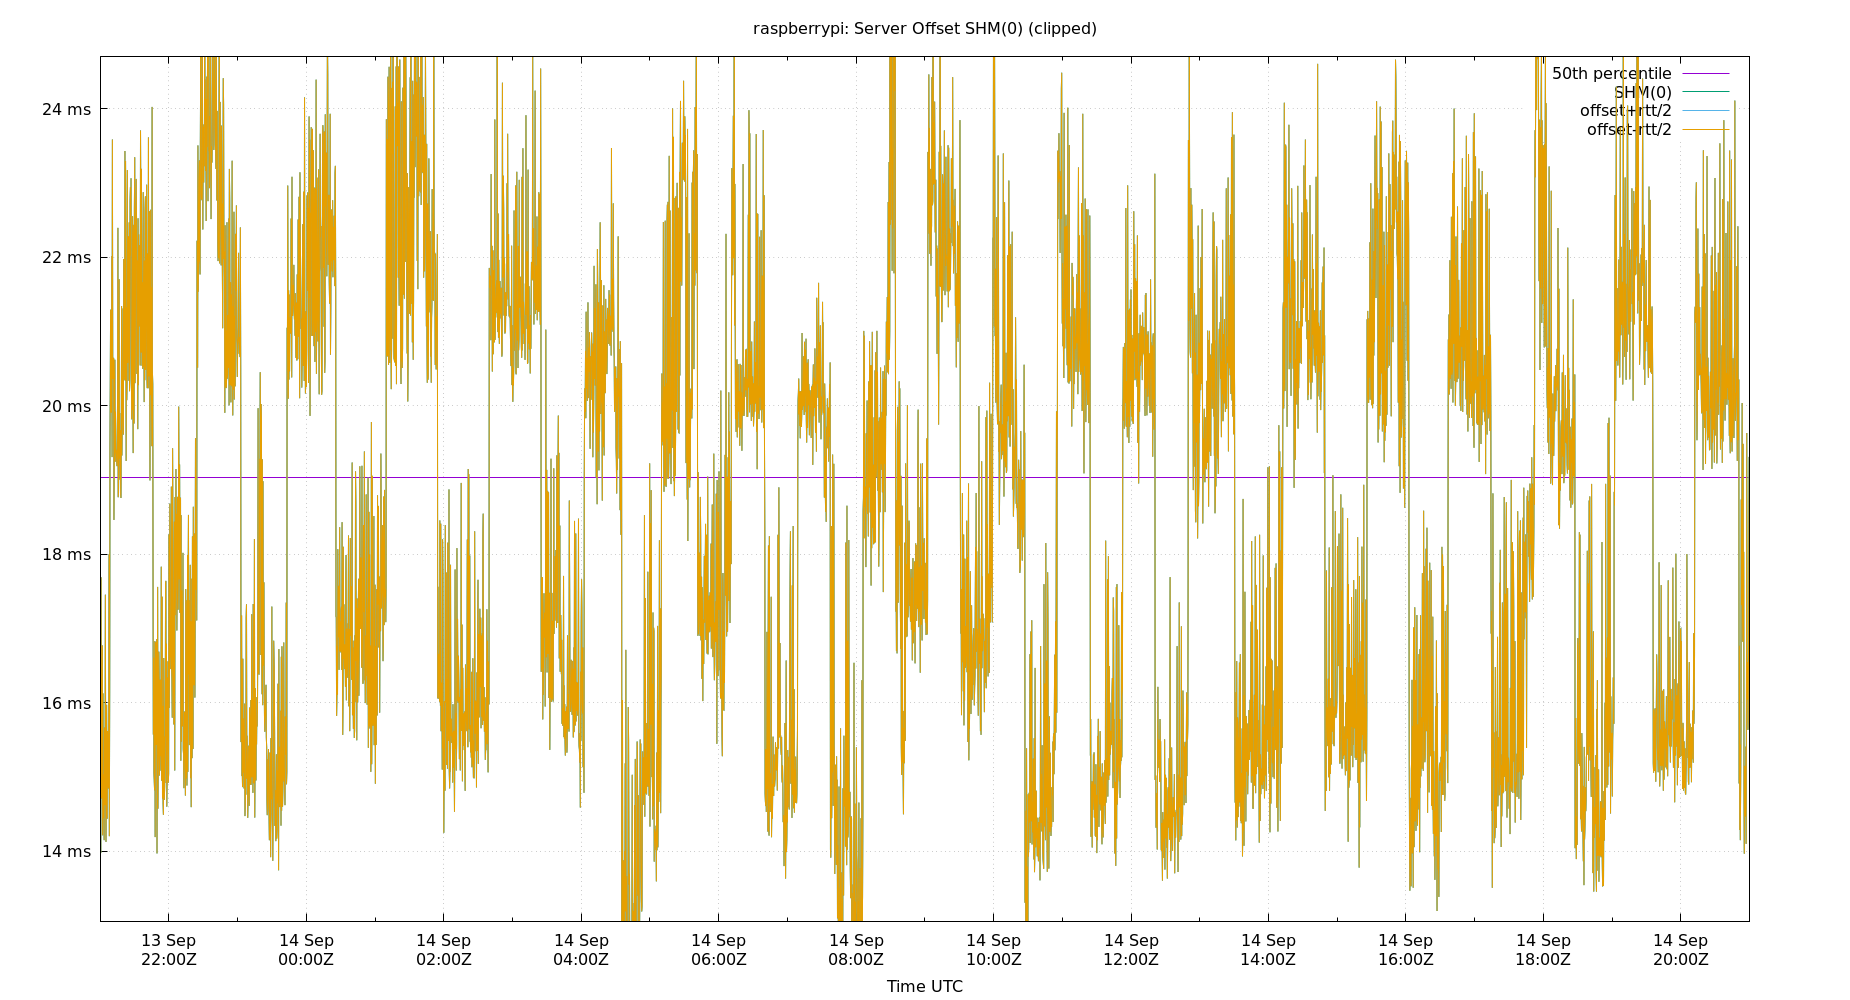 raspberrypi: Server Offset SHM(0) (clipped)
50th percentile
SHM(0)
offset+rtt/2
offset-rtt/2
24 ms
22 ms
20 ms
18 ms
16 ms
14 ms
13 Sep 14 Sep 14 Sep 14 Sep 14 Sep 14 Sep 14 Sep 14 Sep 14 Sep 14 Sep 14 Sep 14 Sep
22:00Z 00:00Z 02:00Z 04:00Z 06:00Z 08:00Z 10:00Z 12:00Z 14:00Z 16:00Z 18:00Z 20:00Z
Time UTC